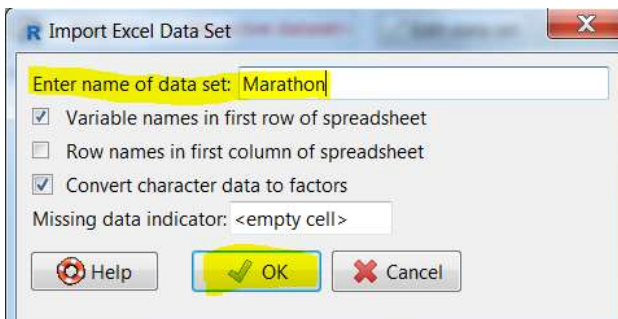 R Import Excel Data Set
Enter name of data set: Marathon
Variable names in first row of spreadsheet
Row names in first column of spreadsheet
Convert character data to factors
Missing data indicator: <empty cell>
Help OK Cancel